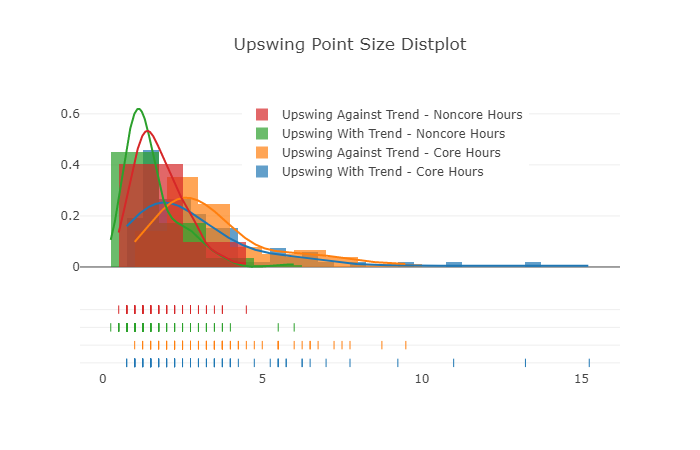 Upswing Point Size Distplot
0.6
0.4
0.2
0
Upswing Against Trend - Noncore Hours
Upswing With Trend - Noncore Hours
Upswing Against Trend - Core Hours
Upswing With Trend - Core Hours
0 5 10 15